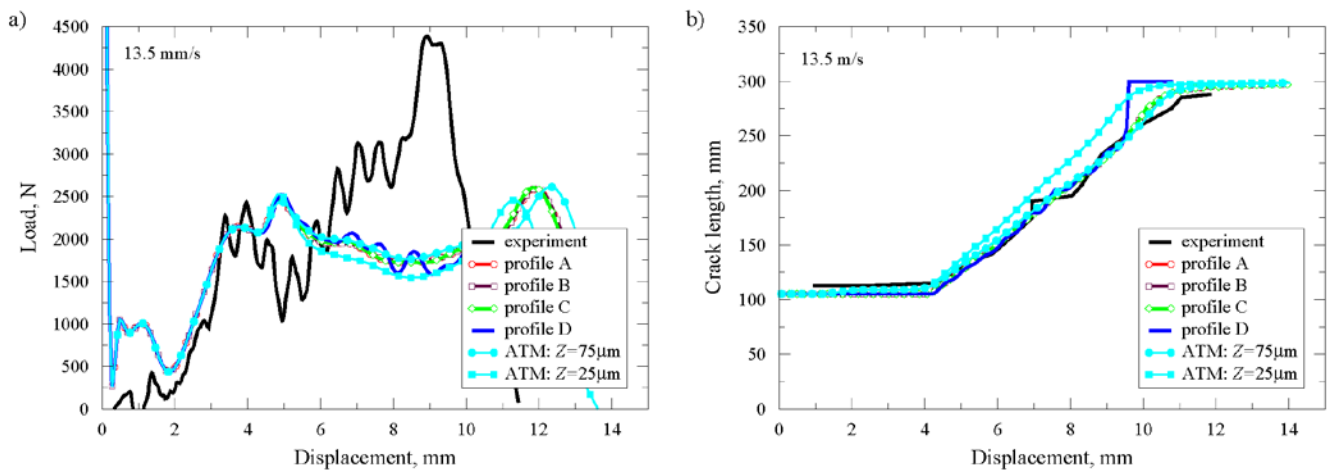 a)
13.5 mm/s
4500
4000
3500
3000
2500
2000
1500
1000
500
0
Load, N
0 2 4 6 8 10 12 14
Displacement, mm
experiment
profile A
profile B
profile C
profile D
ATM: Z=75μm
ATM: Z=25μm
b)
13.5 m/s
350
300
250
200
150
100
50
0
Crack length, mm
0 2 4 6 8 10 12 14
Displacement, mm
experiment
profile A
profile B
profile C
profile D
ATM: Z=75μm
ATM: Z=25μm